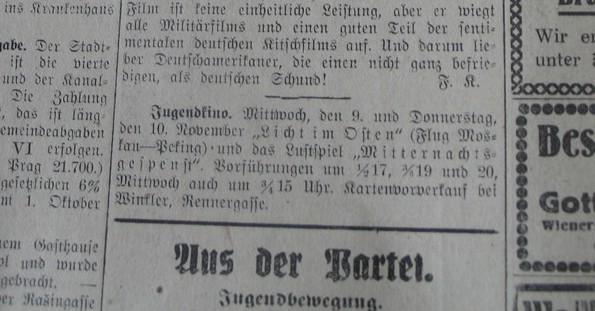 ins Krankenhaus
gabe. Der Stadt-
ist die vierte
und der Kanal-
Die Zahlung
, das ist läng-
emeindeabgaben
VI erfolgen.
Prag 21.700.)
gesetzlichen 6%
1. Oktober
nem Gasthause
und wurde
gebracht. —
er Rašingasse
Film ist keine einheitliche Leistung, aber er wiegt
alle Militärfilms und einen guten Teil der senti-
mentalen deutschen Kitschfilms auf. Und darum lie-
ber Deutschamerikaner, die einen nicht ganz befrie-
digen, als deutschen Schund! F. K.
Jugendkino. Mittwoch, den 9. und Donnerstag,
den 10. November „Licht im Osten" (Flug Mos-
kau—Peking) und das Lustspiel „Mitternachts-
gespenst". Vorführungen um ½17, ¾19 und 20,
Mittwoch auch um ¾15 Uhr. Kartenvorverkauf bei
Winkler, Rennergasse.
Aus der Partei.
Jugendbewegung.
Wir er
unter
Bes
Gott
Wiener